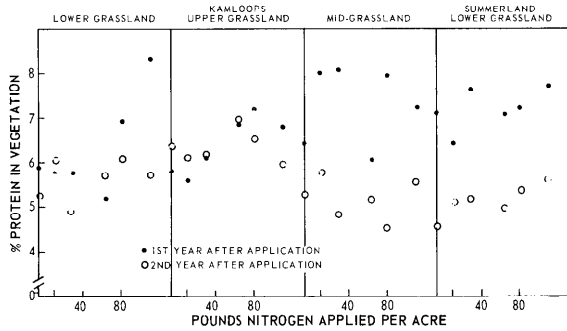 KAMLOOPS
LOWER GRASSLAND UPPER GRASSLAND MID-GRASSLAND
SUMMERLAND
LOWER GRASSLAND
% PROTEIN IN VEGETATION
8
7
6
5
4
0
1ST YEAR AFTER APPLICATION
2ND YEAR AFTER APPLICATION
40 80 40 80 40 80 40 80
POUNDS NITROGEN APPLIED PER ACRE